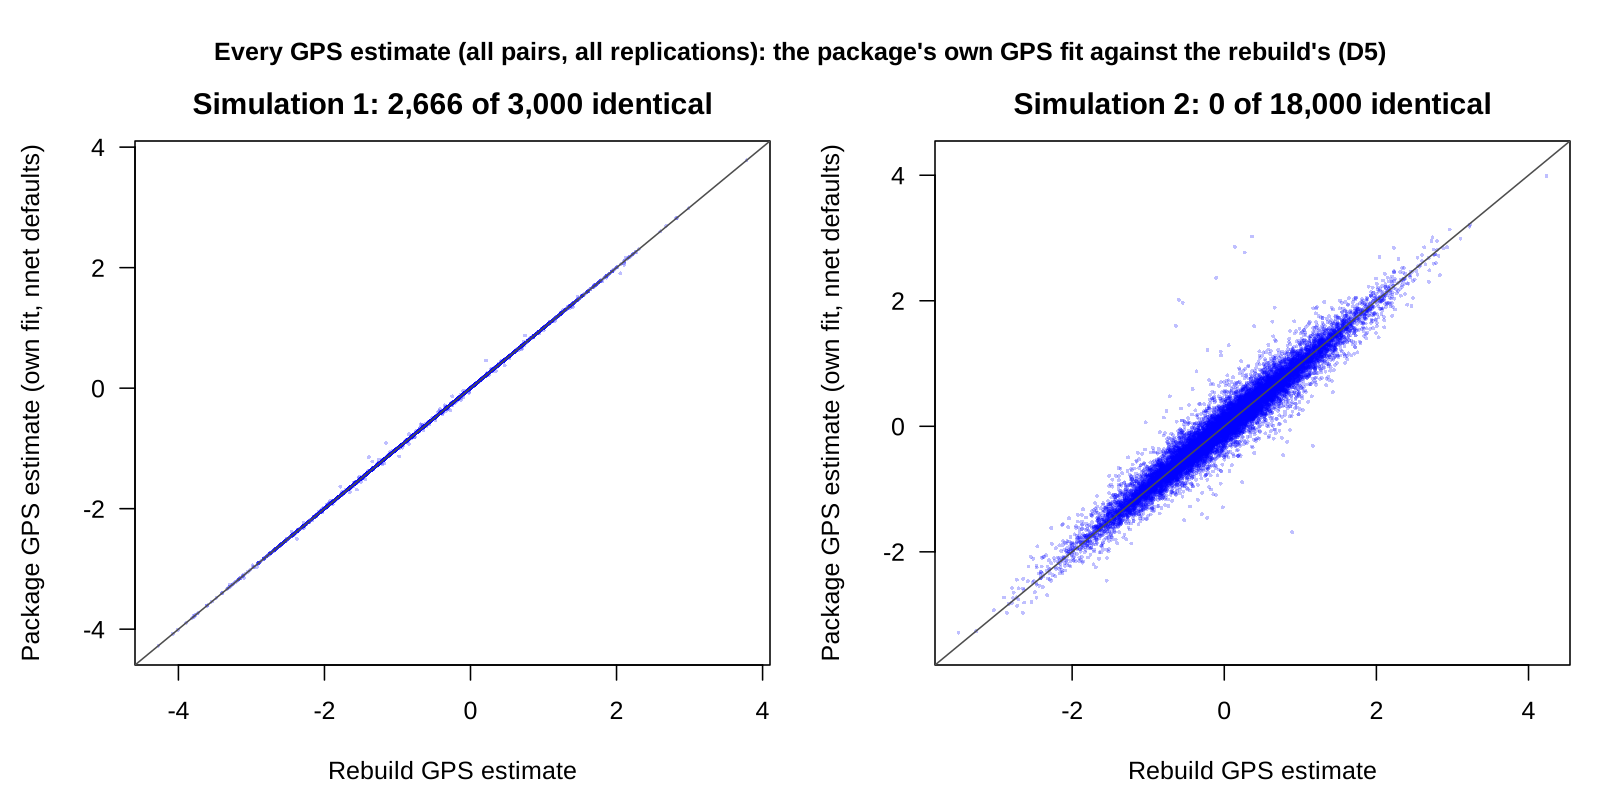 Every GPS estimate (all pairs, all replications): the package's own GPS fit against the rebuild's (D5)
Simulation 1: 2,666 of 3,000 identical
Package GPS estimate (own fit, nnet defaults)
4
2
0
-2
-4
-4
-2
0
2
4
Rebuild GPS estimate
Simulation 2: 0 of 18,000 identical
Package GPS estimate (own fit, nnet defaults)
4
2
0
-2
-2
0
2
4
Rebuild GPS estimate